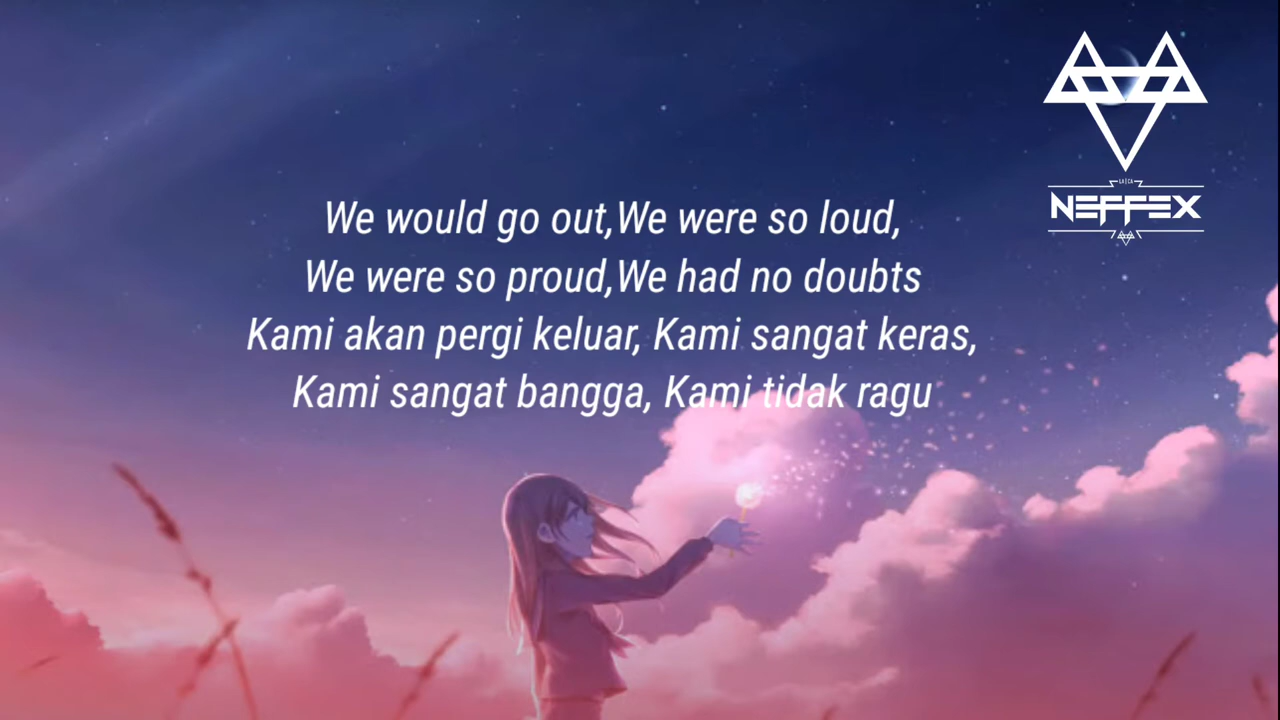 We would go out,We were so loud,
We were so proud,We had no doubts
Kami akan pergi keluar, Kami sangat keras,
Kami sangat bangga, Kami tidak ragu
NEFFEX